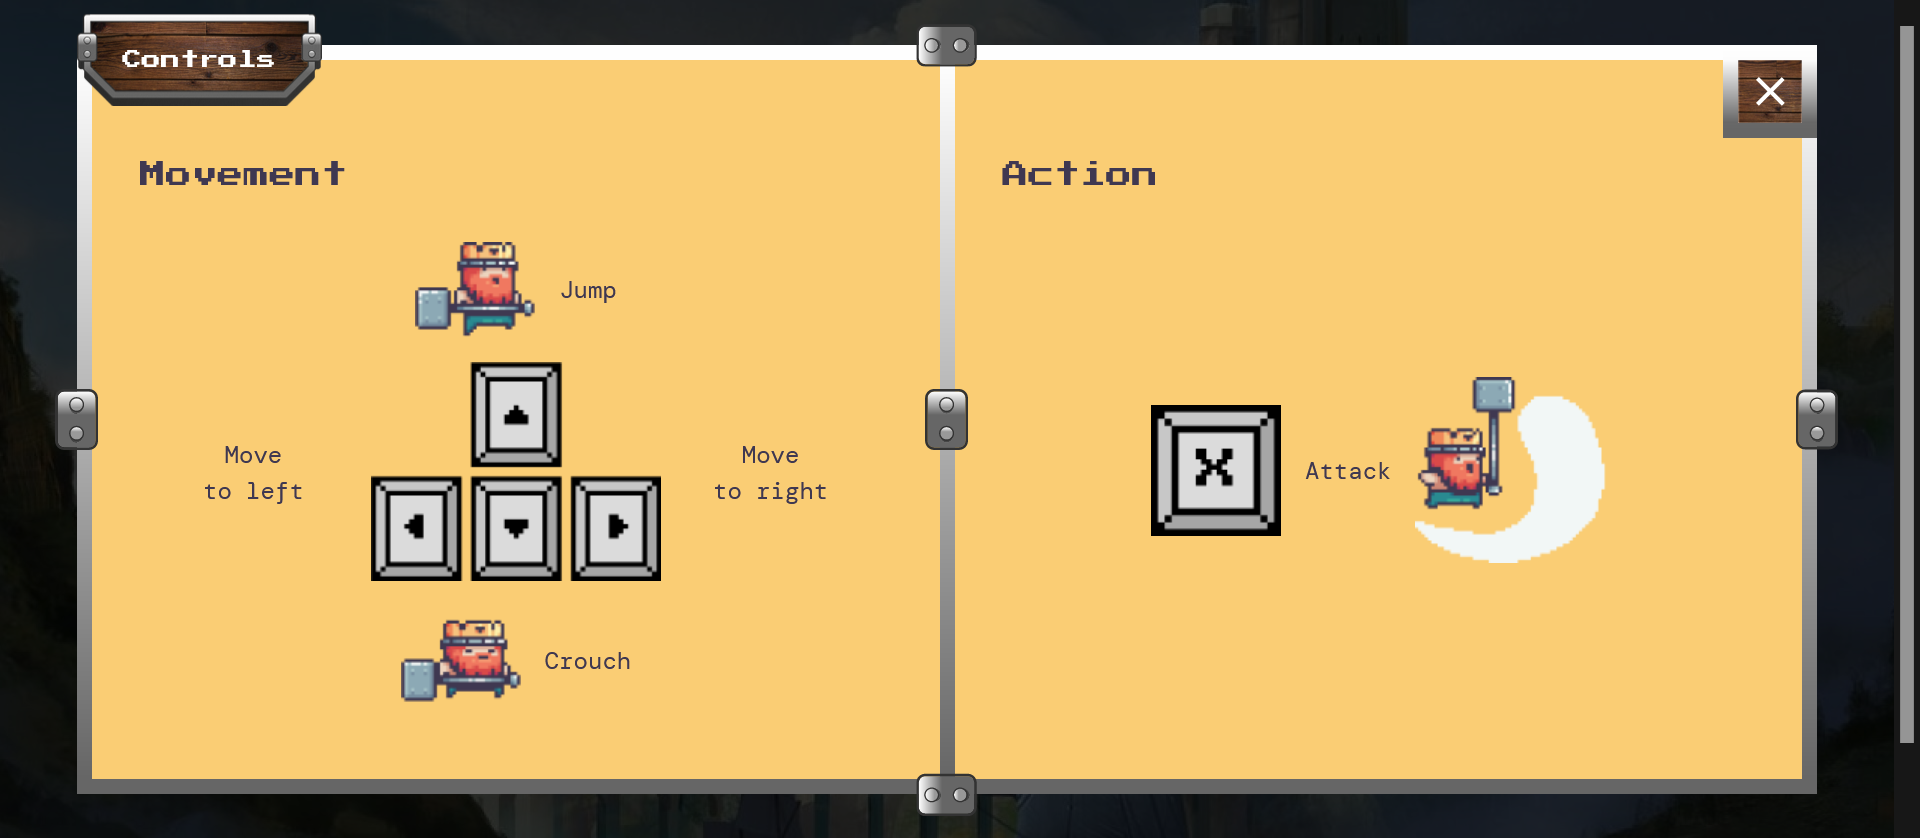 Controls
Movement
Jump
Move
to left
Move
to right
Crouch
Action
X
Attack